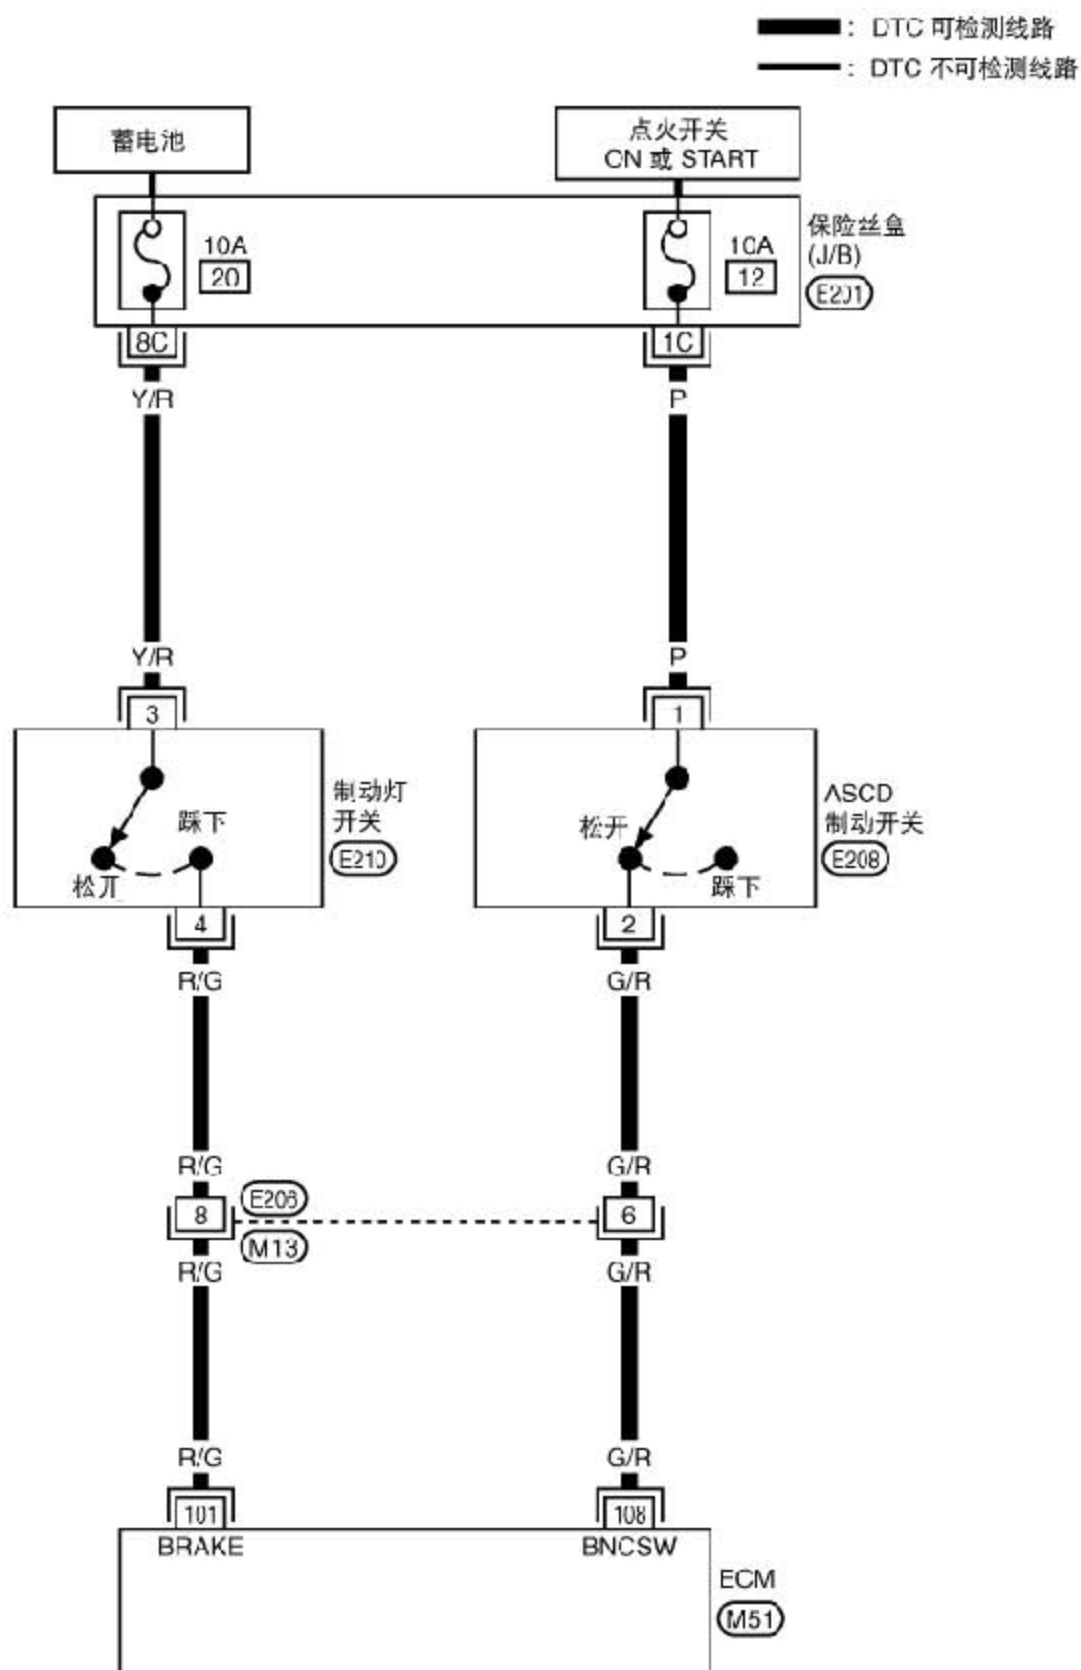 : DTC 可检测线路
: DTC 不可检测线路
蓄电池
点火开关
ON 或 START
10A
20
10A
12
保险丝盒
(J/B)
E201
8C
1C
Y/R
P
Y/R
P
3
1
踩下
松开
制动灯
开关
E210
松开
踩下
ASCD
制动开关
E208
4
2
R/G
G/R
R/G
G/R
8
E206
M13
6
R/G
G/R
R/G
G/R
101
108
BRAKE
BNCSW
ECM
M51